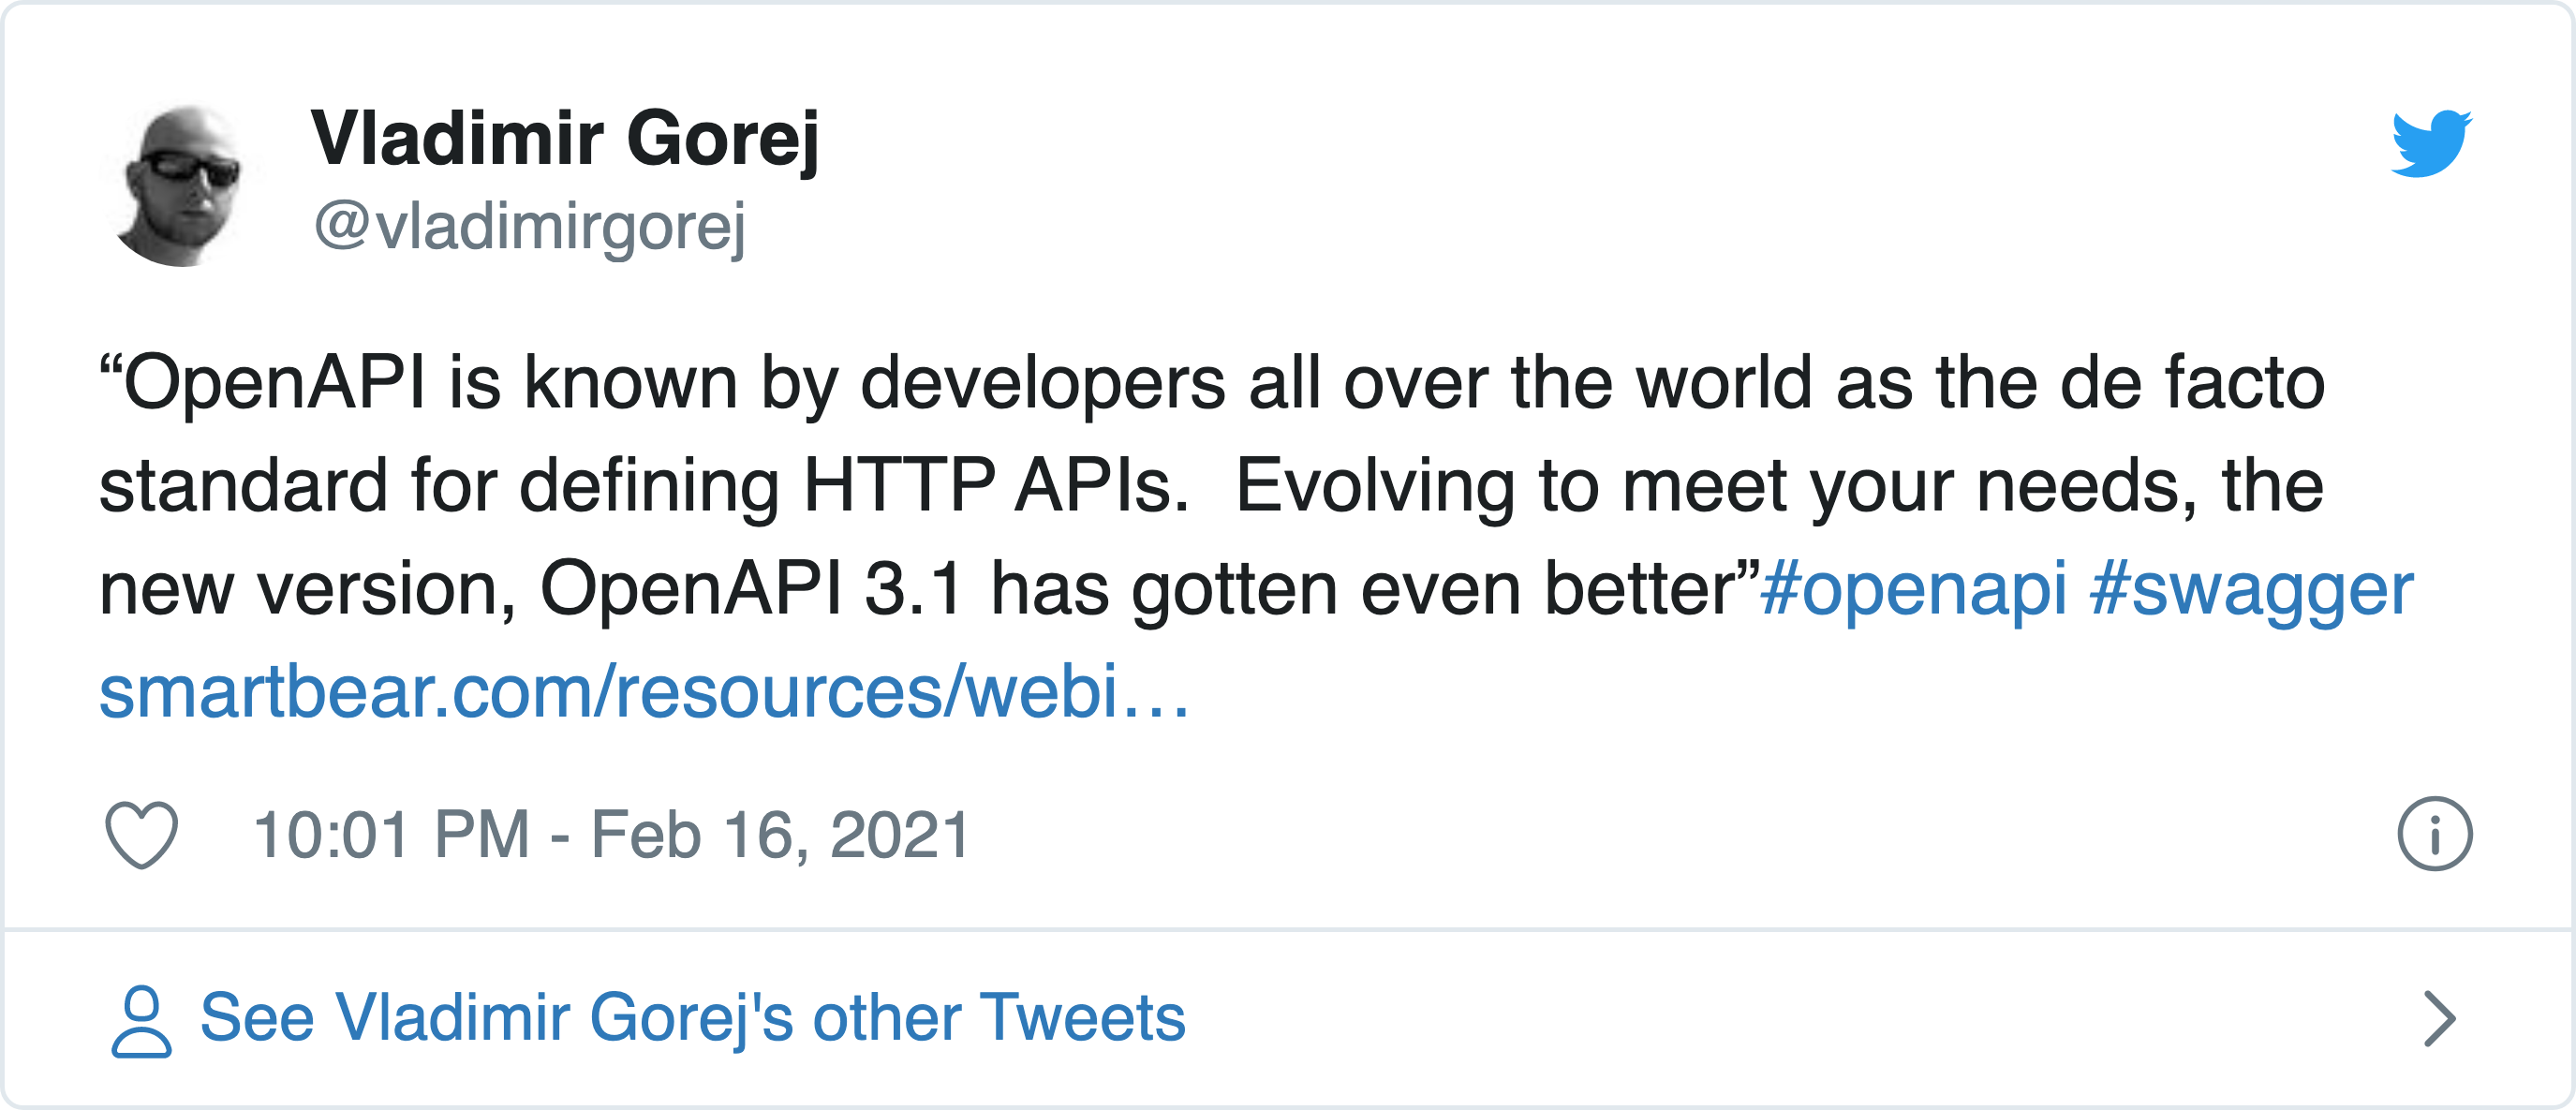 Vladimir Gorej
@vladimirgorej
“OpenAPI is known by developers all over the world as the de facto
standard for defining HTTP APIs.  Evolving to meet your needs, the
new version, OpenAPI 3.1 has gotten even better”#openapi #swagger
smartbear.com/resources/webi…
10:01 PM - Feb 16, 2021
See Vladimir Gorej's other Tweets